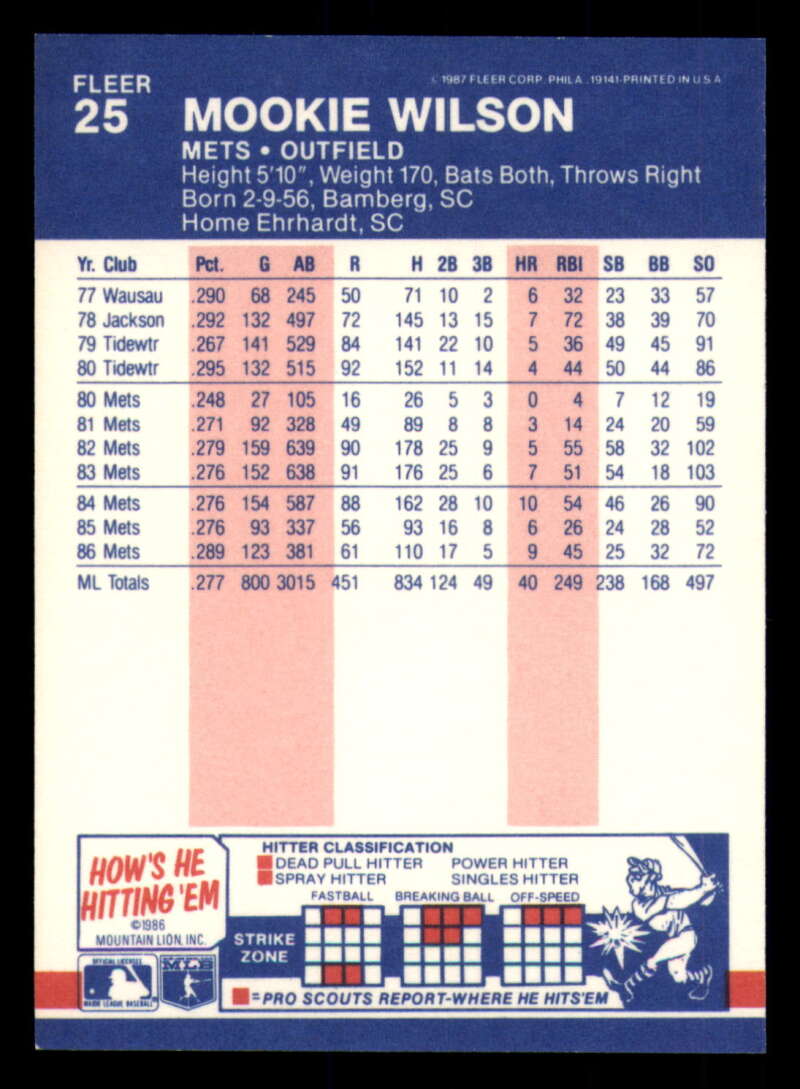 FLEER
© 1987 FLEER CORP. PHILA., 19141-PRINTED IN U.S.A
25 MOOKIE WILSON
METS • OUTFIELD
Height 5'10", Weight 170, Bats Both, Throws Right
Born 2-9-56, Bamberg, SC
Home Ehrhardt, SC
Yr. Club Pct. G AB R H 2B 3B HR RBI SB BB SO
77 Wausau .290 68 245 50 71 10 2 6 32 23 33 57
78 Jackson .292 132 497 72 145 13 15 7 72 38 39 70
79 Tidewtr .267 141 529 84 141 22 10 5 36 49 45 91
80 Tidewtr .295 132 515 92 152 11 14 4 44 50 44 86
80 Mets .248 27 105 16 26 5 3 0 4 7 12 19
81 Mets .271 92 328 49 89 8 8 3 14 24 20 59
82 Mets .279 159 639 90 178 25 9 5 55 58 32 102
83 Mets .276 152 638 91 176 25 6 7 51 54 18 103
84 Mets .276 154 587 88 162 28 10 10 54 46 26 90
85 Mets .276 93 337 56 93 16 8 6 26 24 28 52
86 Mets .289 123 381 61 110 17 5 9 45 25 32 72
ML Totals .277 800 3015 451 834 124 49 40 249 238 168 497
HOW'S HE
HITTING 'EM
©1986
MOUNTAIN LION, INC.
HITTER CLASSIFICATION
DEAD PULL HITTER POWER HITTER
SPRAY HITTER SINGLES HITTER
FASTBALL BREAKING BALL OFF-SPEED
STRIKE
ZONE
=PRO SCOUTS REPORT-WHERE HE HITS'EM
OFFICIAL LICENSEE
MAJOR LEAGUE BASEBALL
MLB